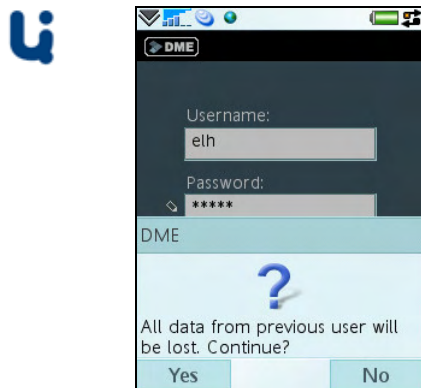 DME
Username:
elh
Password:
*****
DME
?
All data from previous user will
be lost. Continue?
Yes
No